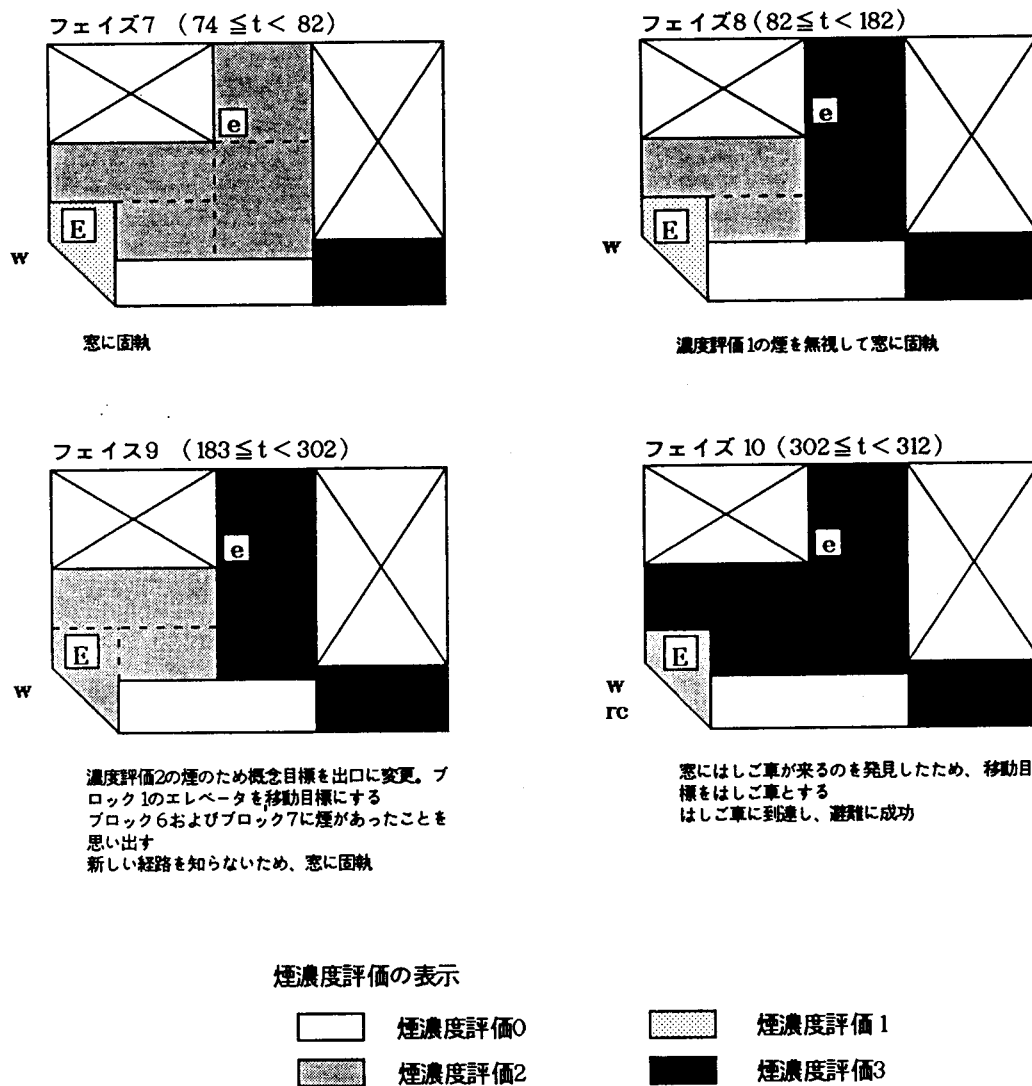 フェイズ7 （74 ≦t< 82）
e
E
w
窓に固執
フェイズ8 (82≦t<182)
e
E
w
濃度評価1の煙を無視して窓に固執
フェイス9 （183≦t<302）
e
E
w
濃度評価2の煙のため概念目標を出口に変更。ブ
ロック1のエレベータを移動目標にする
ブロック6およびブロック7に煙があったことを
思い出す
新しい経路を知らないため、窓に固執
フェイズ 10 (302≦t<312)
e
E
w
rc
窓にはしご車が来るのを発見したため、移動目
標をはしご車とする
はしご車に到達し、避難に成功
煙濃度評価の表示
煙濃度評価0
煙濃度評価1
煙濃度評価2
煙濃度評価3